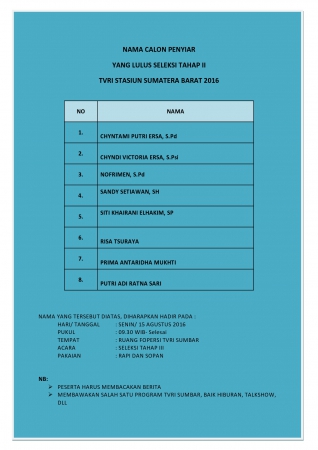 NAMA CALON PENYIAR
YANG LULUS SELEKSI TAHAP II
TVRI STASIUN SUMATERA BARAT 2016
NO NAMA
1. CHYNTAMI PUTRI ERSA, S.Pd
2. CHYNDI VICTORIA ERSA, S.Psi
3. NOFRIMEN, S.Pd
4. SANDY SETIAWAN, SH
5. SITI KHAIRANI ELHAKIM, SP
6. RISA TSURAYA
7. PRIMA ANTARIDHA MUKHTI
8. PUTRI ADI RATNA SARI
NAMA YANG TERSEBUT DIATAS, DIHARAPKAN HADIR PADA :
HARI/ TANGGAL : SENIN/ 15 AGUSTUS 2016
PUKUL : 09.30 WIB- Selesai
TEMPAT : RUANG FOPERSI TVRI SUMBAR
ACARA : SELEKSI TAHAP III
PAKAIAN : RAPI DAN SOPAN
NB:
➢ PESERTA HARUS MEMBACAKAN BERITA
➢ MEMBAWAKAN SALAH SATU PROGRAM TVRI SUMBAR, BAIK HIBURAN, TALKSHOW,
DLL